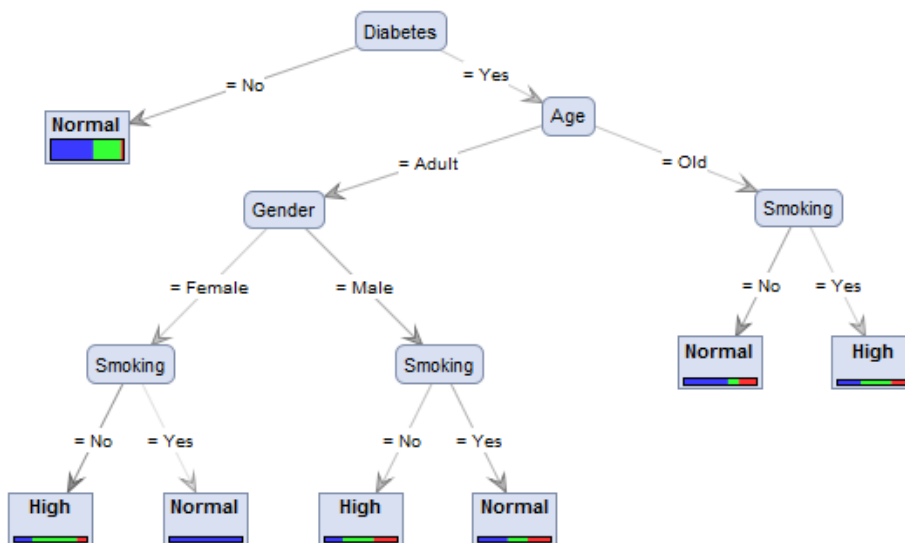 Diabetes
= No
= Yes
Normal
Age
= Adult
= Old
Gender
Smoking
= Female
= Male
= No
= Yes
Smoking
Smoking
Normal
High
= No
= Yes
= No
= Yes
High
Normal
High
Normal